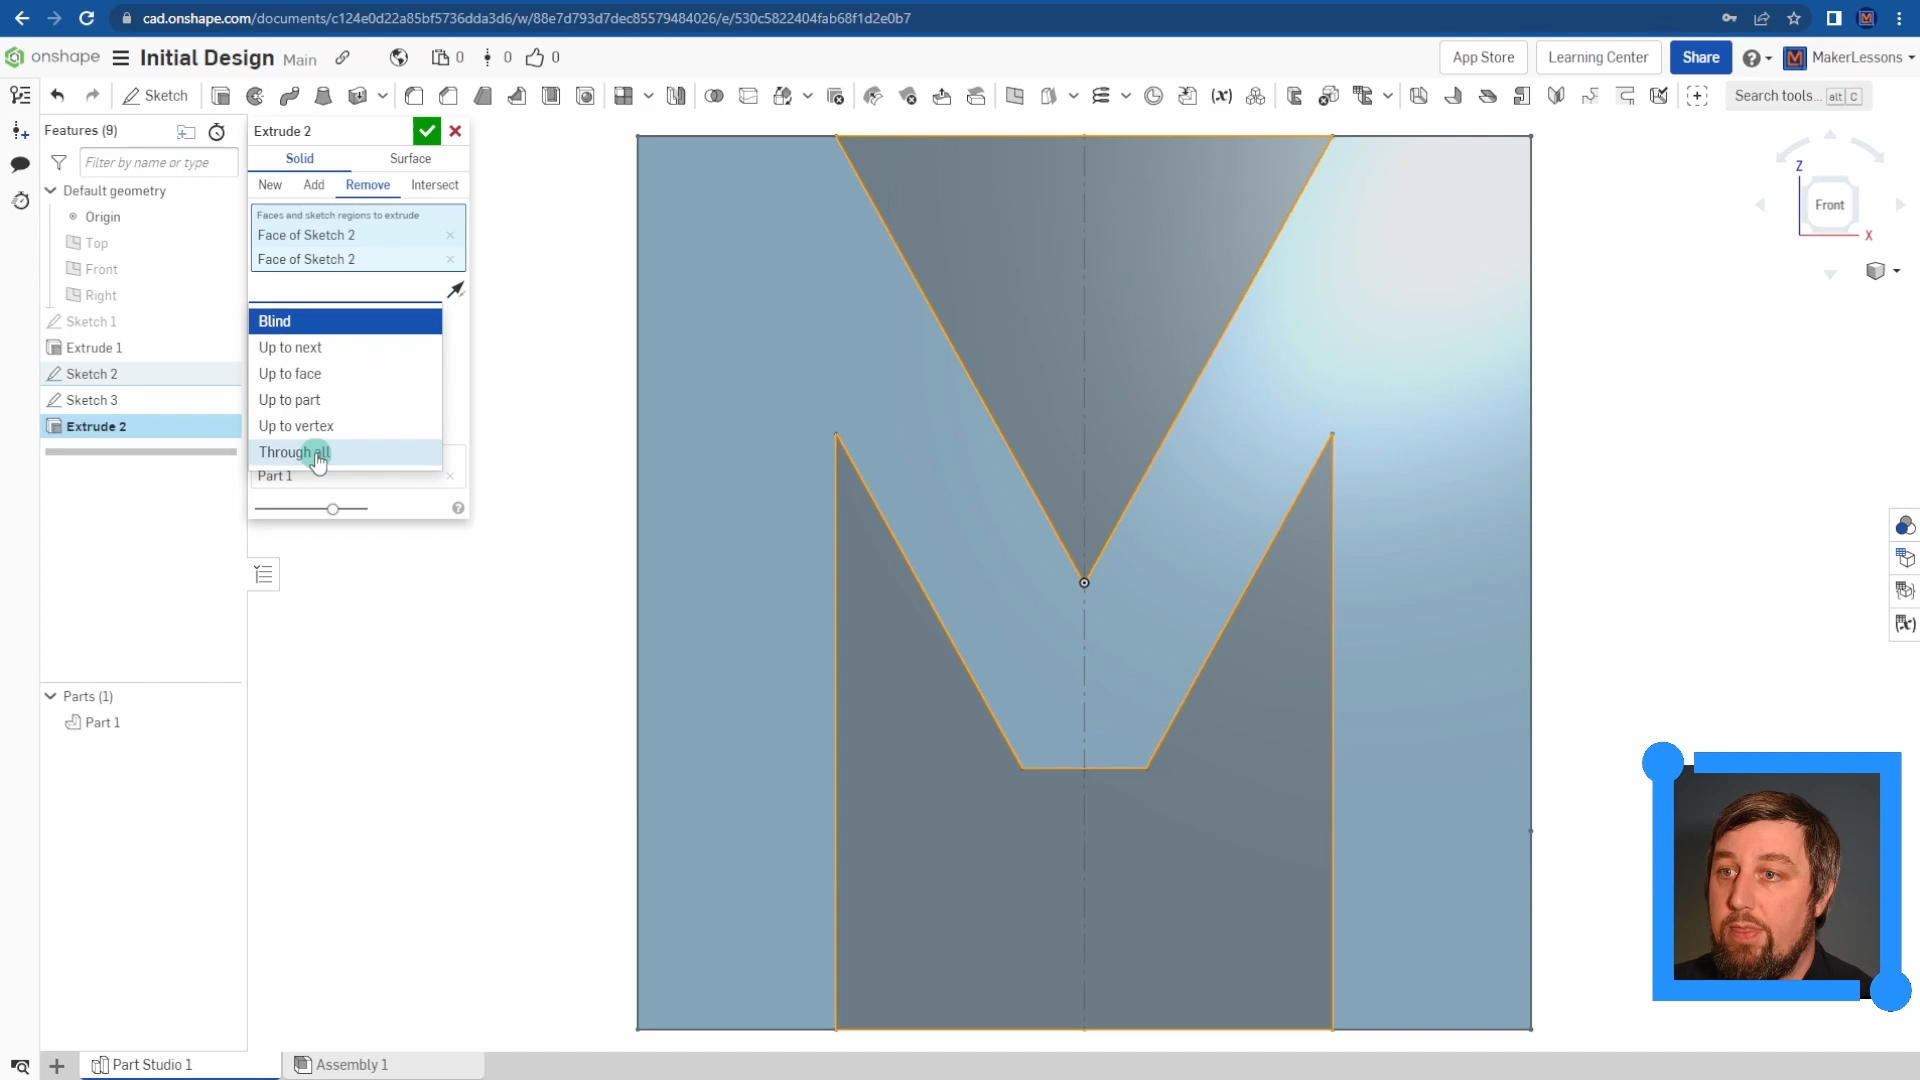 cad.onshape.com/documents/c124e0d22a85bf5736dda3d6/w/88e7d793d7dec85579484026/e/530c5822404fab68f1d2e0b7
onshape
Initial Design Main
0
0
0
App Store
Learning Center
Share
MakerLessons
Sketch
Search tools... alt C
Features (9)
Filter by name or type
Default geometry
Origin
Top
Front
Right
Sketch 1
Extrude 1
Sketch 2
Sketch 3
Extrude 2
Parts (1)
Part 1
Extrude 2
Solid Surface
New Add Remove Intersect
Faces and sketch regions to extrude
Face of Sketch 2
Face of Sketch 2
Blind
Up to next
Up to face
Up to part
Up to vertex
Through all
Part 1
Z
Front
X
Part Studio 1
Assembly 1